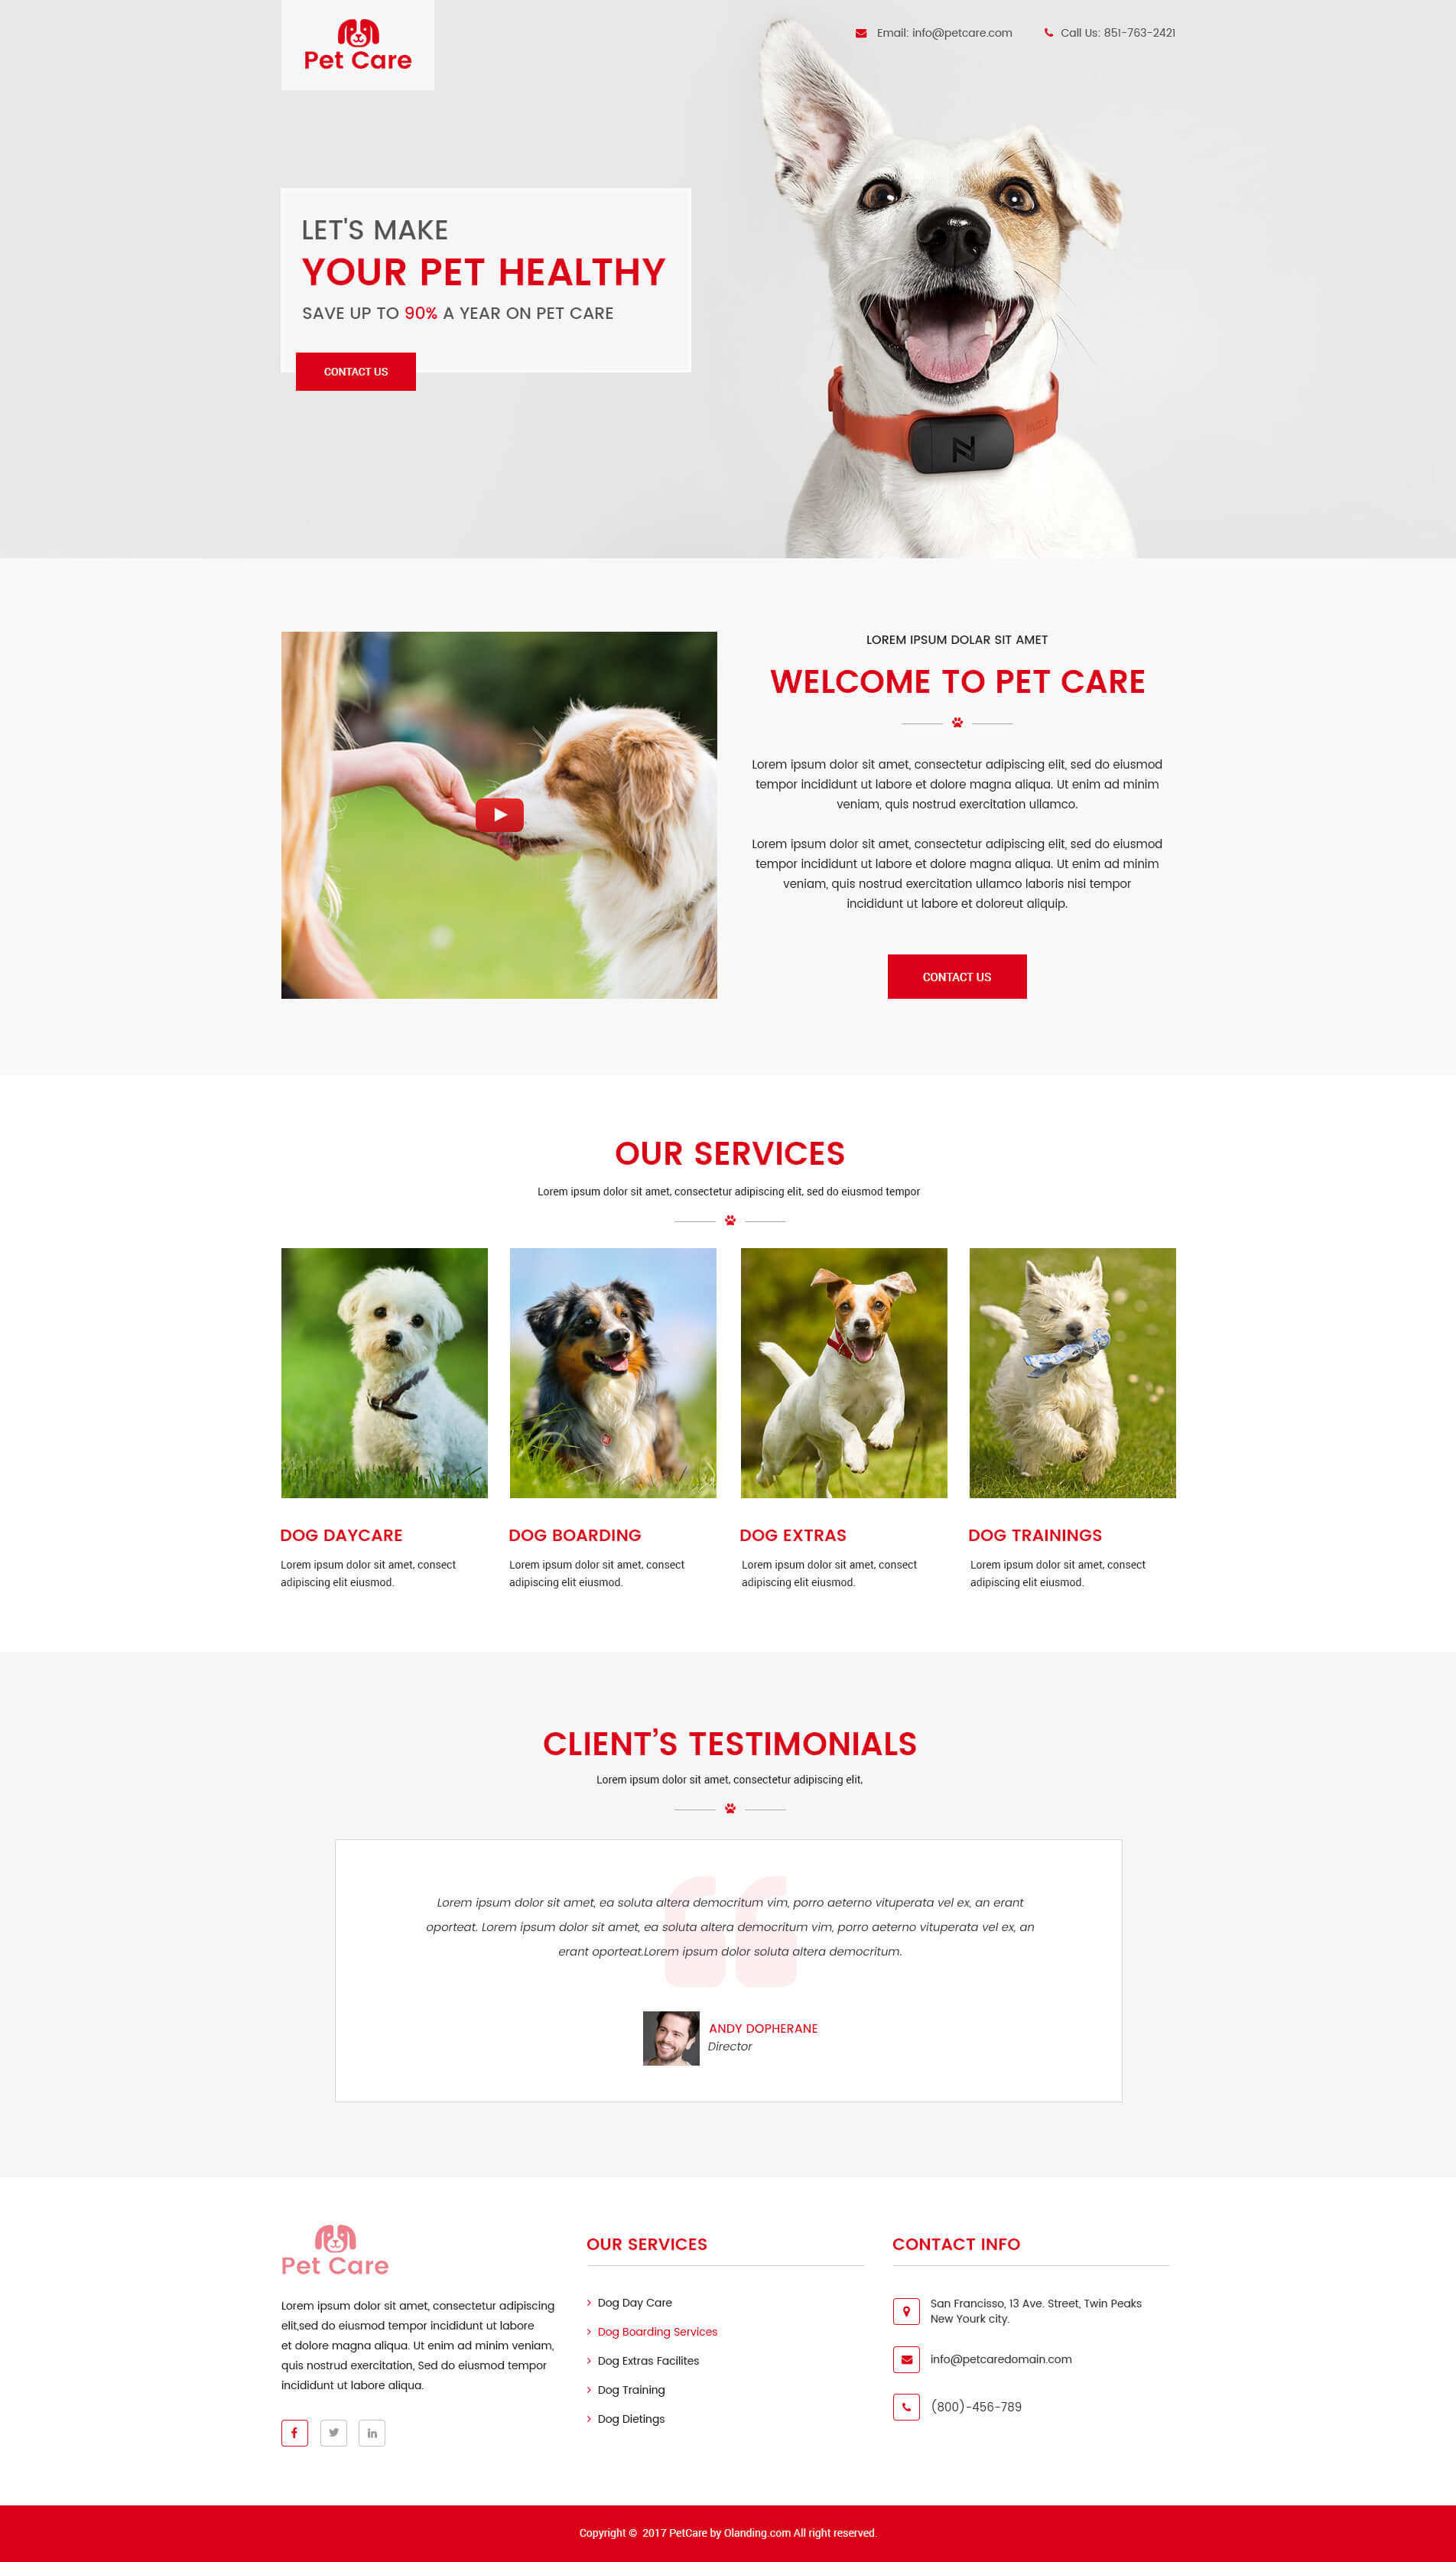 Pet Care
Email: info@petcare.com
Call Us: 851-763-2421
LET'S MAKE
YOUR PET HEALTHY
SAVE UP TO 90% A YEAR ON PET CARE
CONTACT US
LOREM IPSUM DOLAR SIT AMET
WELCOME TO PET CARE
Lorem ipsum dolor sit amet, consectetur adipiscing elit, sed do eiusmod
tempor incididunt ut labore et dolore magna aliqua. Ut enim ad minim
veniam, quis nostrud exercitation ullamco.
Lorem ipsum dolor sit amet, consectetur adipiscing elit, sed do eiusmod
tempor incididunt ut labore et dolore magna aliqua. Ut enim ad minim
veniam, quis nostrud exercitation ullamco laboris nisi tempor
incididunt ut labore et doloreut aliquip.
CONTACT US
OUR SERVICES
Lorem ipsum dolor sit amet, consectetur adipiscing elit, sed do eiusmod tempor
DOG DAYCARE
Lorem ipsum dolor sit amet, consect
adipiscing elit eiusmod.
DOG BOARDING
Lorem ipsum dolor sit amet, consect
adipiscing elit eiusmod.
DOG EXTRAS
Lorem ipsum dolor sit amet, consect
adipiscing elit eiusmod.
DOG TRAININGS
Lorem ipsum dolor sit amet, consect
adipiscing elit eiusmod.
CLIENT’S TESTIMONIALS
Lorem ipsum dolor sit amet, consectetur adipiscing elit,
Lorem ipsum dolor sit amet, ea soluta altera democritum vim, porro aeterno vituperata vel ex, an erant
oporteat. Lorem ipsum dolor sit amet, ea soluta altera democritum vim, porro aeterno vituperata vel ex, an
erant oporteat.Lorem ipsum dolor soluta altera democritum.
ANDY DOPHERANE
Director
Pet Care
Lorem ipsum dolor sit amet, consectetur adipiscing
elit,sed do eiusmod tempor incididunt ut labore
et dolore magna aliqua. Ut enim ad minim veniam,
quis nostrud exercitation, Sed do eiusmod tempor
incididunt ut labore aliqua.
OUR SERVICES
Dog Day Care
Dog Boarding Services
Dog Extras Facilites
Dog Training
Dog Dietings
CONTACT INFO
San Francisso, 13 Ave. Street, Twin Peaks
New Yourk city.
info@petcaredomain.com
(800)-456-789
Copyright © 2017 PetCare by Olanding.com All right reserved.